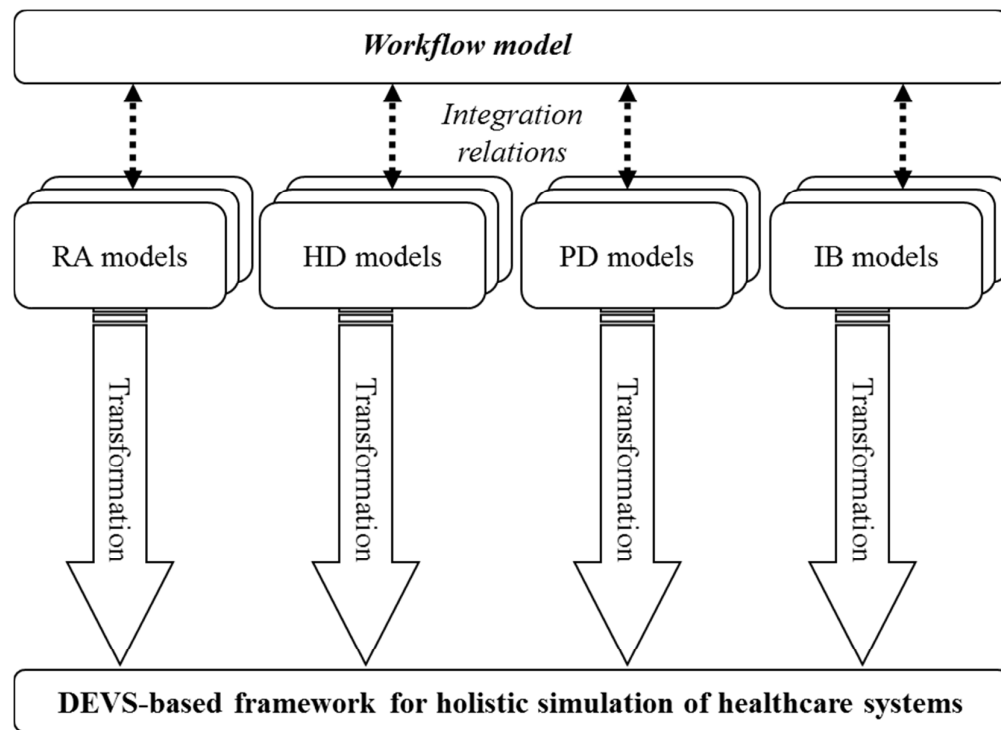 Workflow model
Integration
relations
RA models
HD models
PD models
IB models
Transformation
Transformation
Transformation
Transformation
DEVS-based framework for holistic simulation of healthcare systems